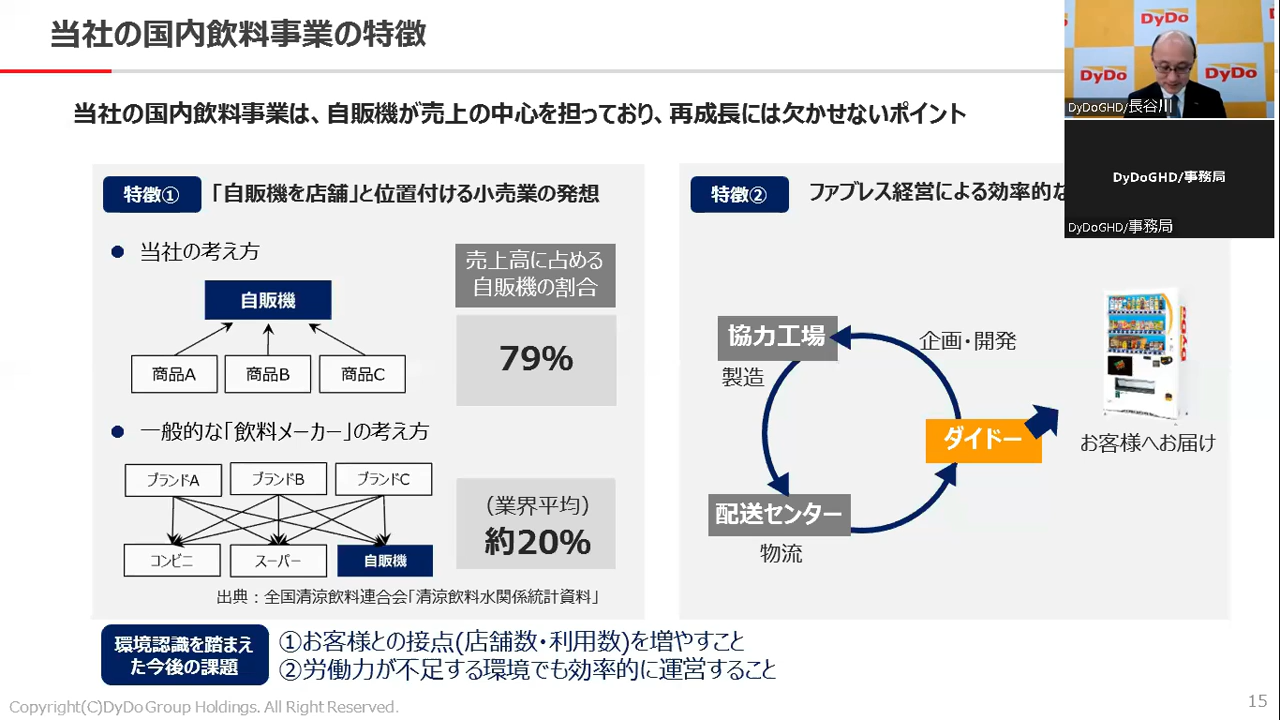 当社の国内飲料事業の特徴
当社の国内飲料事業は、自販機が売上の中心を担っており、再成長には欠かせないポイント
特徴①
「自販機を店舗」と位置付ける小売業の発想
当社の考え方
自販機
商品A
商品B
商品C
売上高に占める
自販機の割合
79%
一般的な「飲料メーカー」の考え方
ブランドA
ブランドB
ブランドC
コンビニ
スーパー
自販機
（業界平均）
約20%
出典：全国清涼飲料連合会「清涼飲料水関係統計資料」
特徴②
ファブレス経営による効率的な
協力工場
企画・開発
製造
ダイドー
お客様へお届け
配送センター
物流
環境認識を踏まえ
た今後の課題
①お客様との接点(店舗数・利用数)を増やすこと
②労働力が不足する環境でも効率的に運営すること
Copyright(C)DyDo Group Holdings. All Right Reserved.
15
DyDo
DyDo
DyDo
DyDoGHD/長谷川
DyDoGHD/事務局
DyDoGHD/事務局